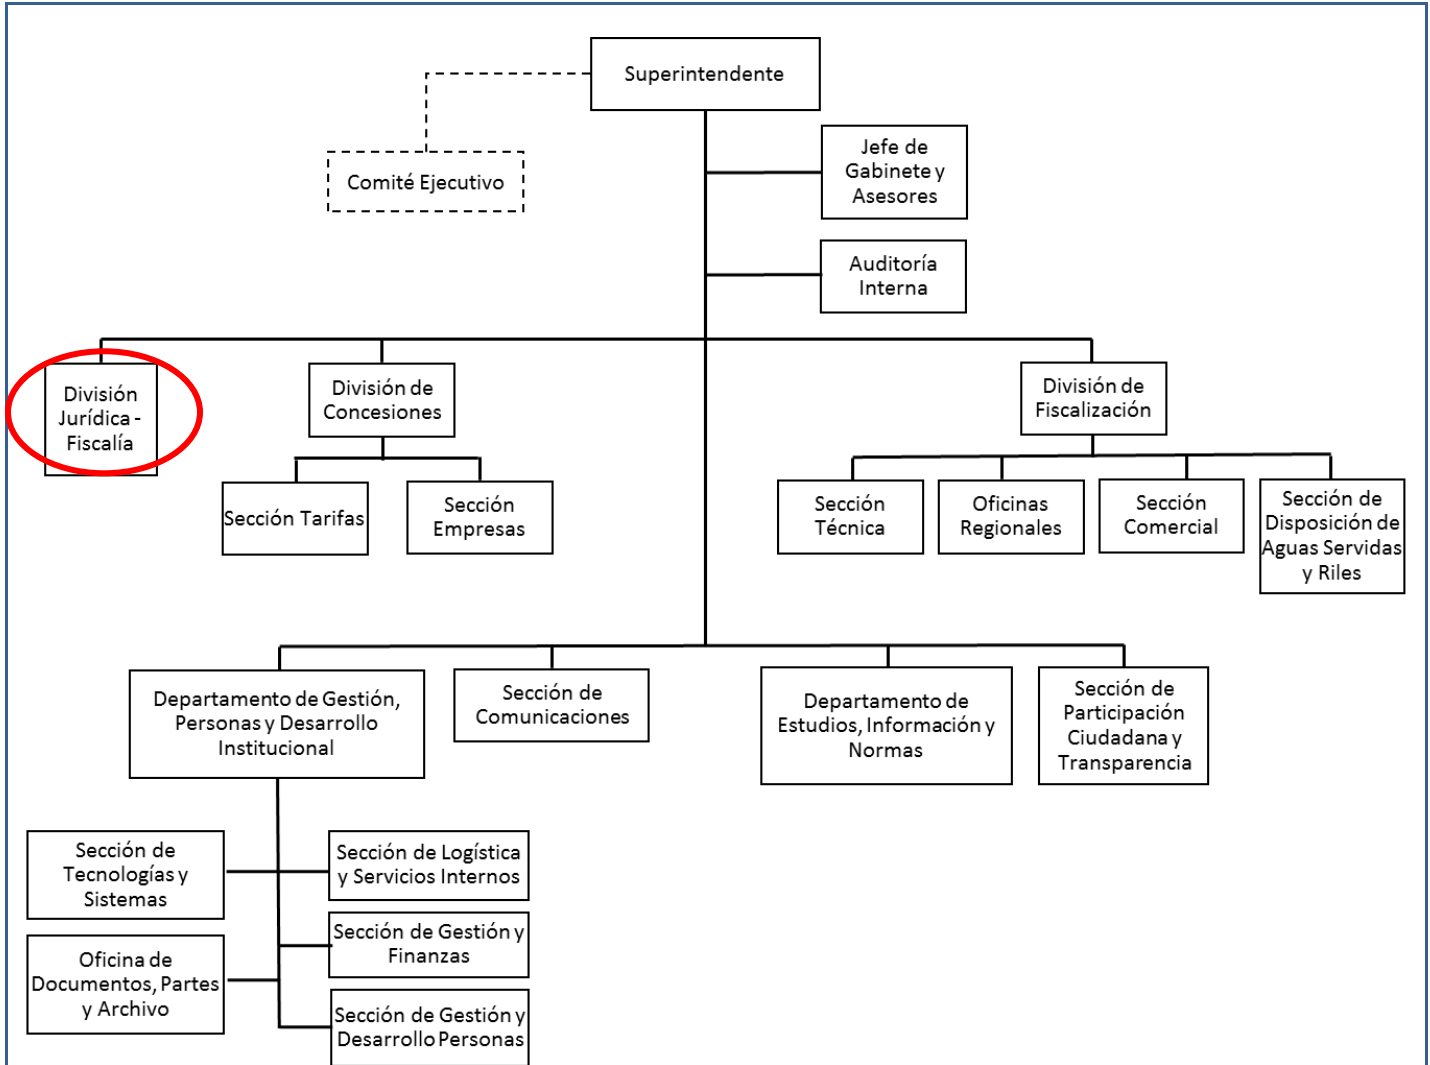 Superintendente
Comité Ejecutivo
Jefe de
Gabinete y
Asesores
Auditoría
Interna
División
Jurídica -
Fiscalía
División de
Concesiones
División de
Fiscalización
Sección Tarifas
Sección
Empresas
Sección
Técnica
Oficinas
Regionales
Sección
Comercial
Sección de
Disposición de
Aguas Servidas
y Riles
Departamento de Gestión,
Personas y Desarrollo
Institucional
Sección de
Comunicaciones
Departamento de
Estudios, Información y
Normas
Sección de
Participación
Ciudadana y
Transparencia
Sección de
Tecnologías y
Sistemas
Sección de Logística
y Servicios Internos
Sección de Gestión y
Finanzas
Oficina de
Documentos, Partes
y Archivo
Sección de Gestión y
Desarrollo Personas